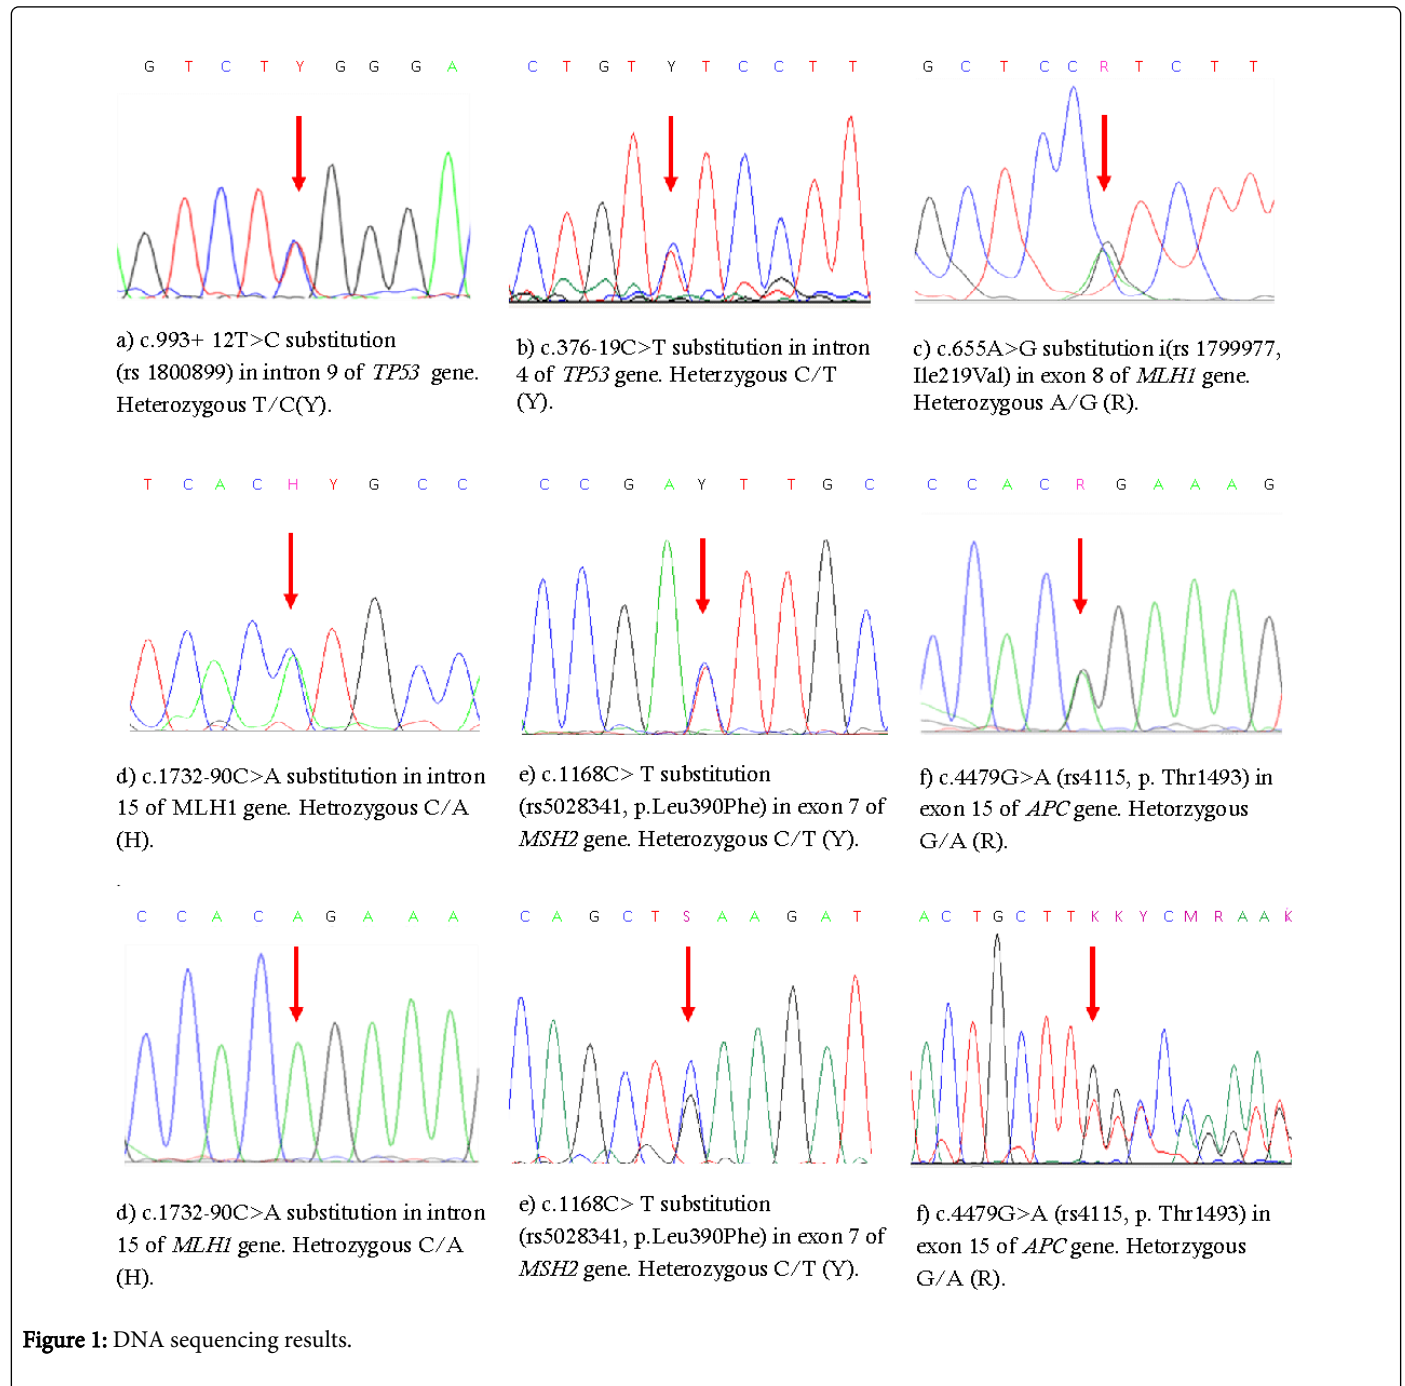 G T C T Y G G G A
C T G T Y T C C T T
G C T C C R T C T T
a) c.993+ 12T>C substitution
(rs 1800899) in intron 9 of TP53 gene.
Heterozygous T/C(Y).
b) c.376-19C>T substitution in intron
4 of TP53 gene. Heterzygous C/T
(Y).
c) c.655A>G substitution i(rs 1799977,
Ile219Val) in exon 8 of MLH1 gene.
Heterozygous A/G (R).
T C A C H Y G C C
C C G A Y T T G C
C C A C R G A A A G
d) c.1732-90C>A substitution in intron
15 of MLH1 gene. Hetrozygous C/A
(H).
.
e) c.1168C> T substitution
(rs5028341, p.Leu390Phe) in exon 7 of
MSH2 gene. Heterozygous C/T (Y).
f) c.4479G>A (rs4115, p. Thr1493) in
exon 15 of APC gene. Hetorzygous
G/A (R).
C C A C A G A A A
C A G C T S A A G A T
A C T G C T T K K Y C M R A A K
d) c.1732-90C>A substitution in intron
15 of MLH1 gene. Hetrozygous C/A
(H).
e) c.1168C> T substitution
(rs5028341, p.Leu390Phe) in exon 7 of
MSH2 gene. Heterozygous C/T (Y).
f) c.4479G>A (rs4115, p. Thr1493) in
exon 15 of APC gene. Hetorzygous
G/A (R).
Figure 1: DNA sequencing results.